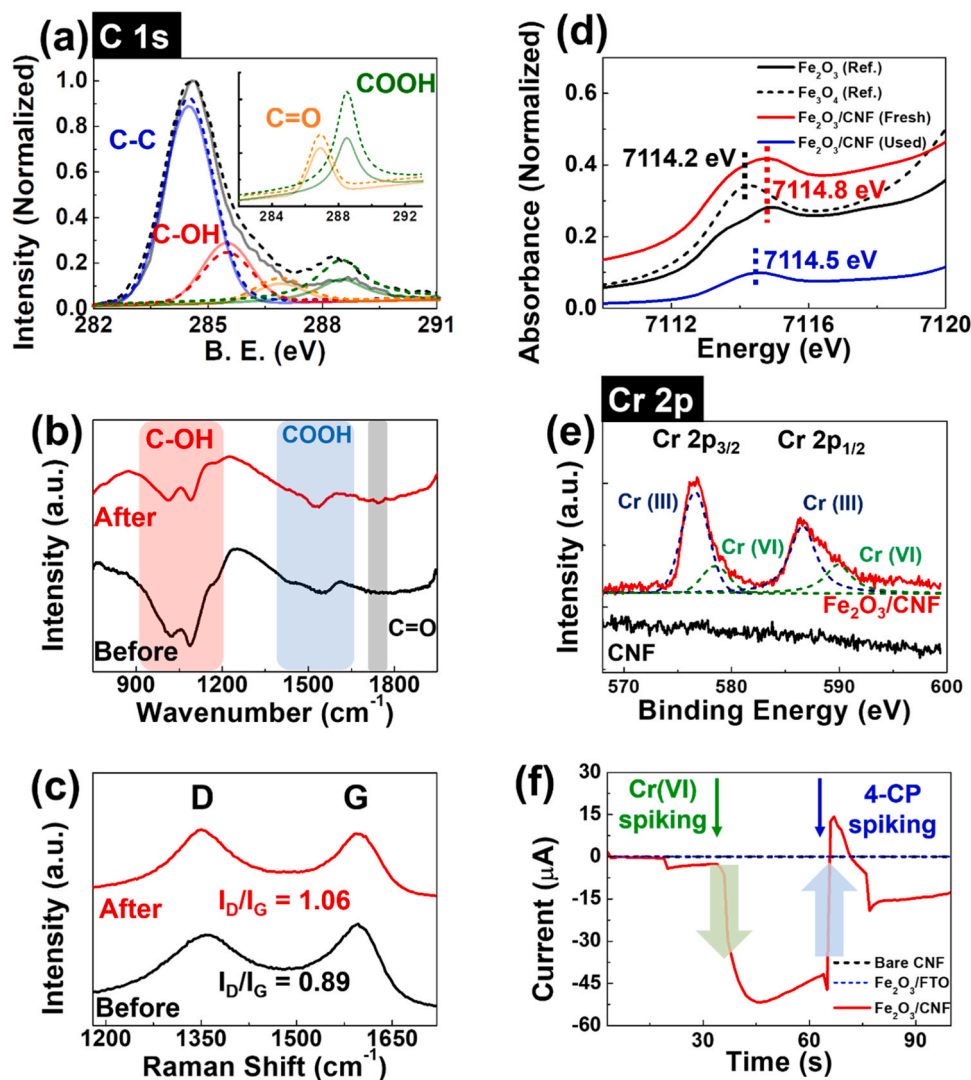 (a) C 1s
Intensity (Normalized)
1.0
0.8
0.6
0.4
0.2
0.0
C-C
C-OH
C=O
COOH
284 288 292
282 285 288 291
B. E. (eV)
(d)
Absorbance (Normalized)
0.6
0.4
0.2
0.0
Fe₂O₃ (Ref.)
Fe₃O₄ (Ref.)
Fe₂O₃/CNF (Fresh)
Fe₂O₃/CNF (Used)
7114.2 eV
7114.8 eV
7114.5 eV
7112 7116 7120
Energy (eV)
(b)
Intensity (a.u.)
C-OH
COOH
After
Before
C=O
900 1200 1500 1800
Wavenumber (cm⁻¹)
Cr 2p
(e)
Intensity (a.u.)
Cr 2p₃/₂ Cr 2p₁/₂
Cr (III)
Cr (III)
Cr (VI)
Cr (VI)
Fe₂O₃/CNF
CNF
570 580 590 600
Binding Energy (eV)
(c)
Intensity (a.u.)
D G
After
I_D/I_G = 1.06
I_D/I_G = 0.89
Before
1200 1350 1500 1650
Raman Shift (cm⁻¹)
(f)
Current (μA)
30
15
0
-15
-30
-45
-60
Cr(VI)
spiking
4-CP
spiking
Bare CNF
Fe₂O₃/FTO
Fe₂O₃/CNF
0 30 60 90
Time (s)